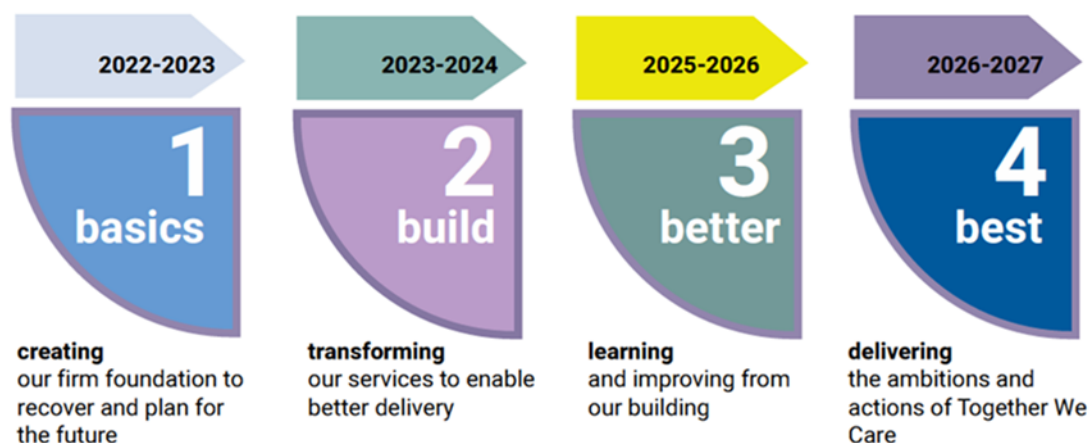 2022-2023
1
basics
creating
our firm foundation to
recover and plan for
the future
2023-2024
2
build
transforming
our services to enable
better delivery
2025-2026
3
better
learning
and improving from
our building
2026-2027
4
best
delivering
the ambitions and
actions of Together We
Care